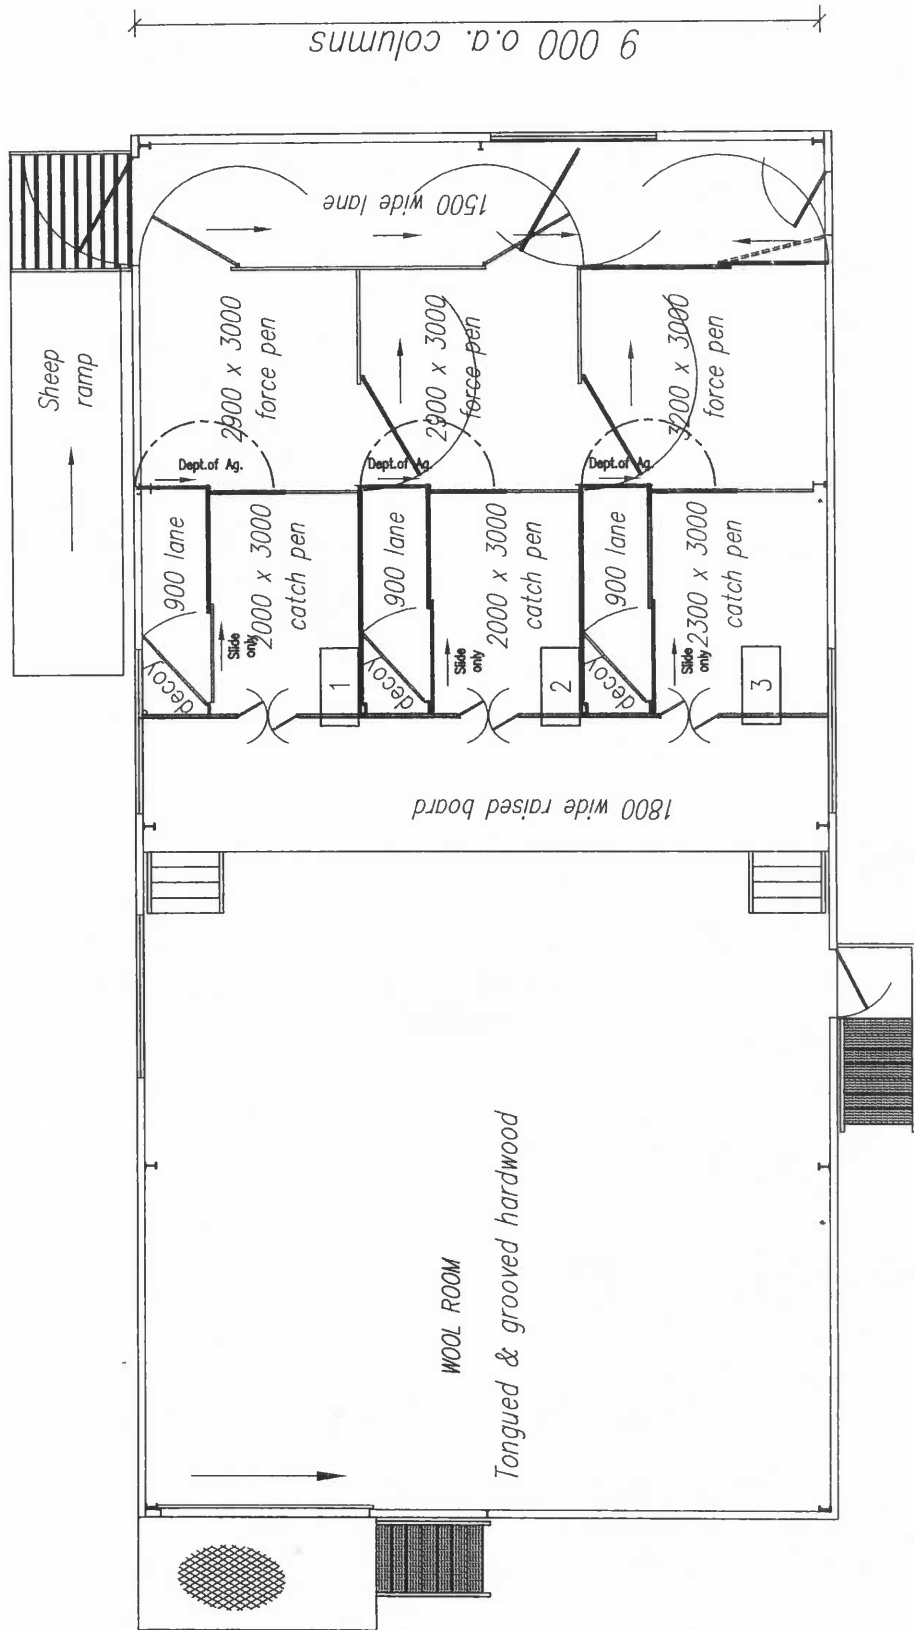 9 000 o.a. columns
1500 wide lane
Sheep
ramp
2900 x 3000
force pen
2900 x 3000
force pen
3200 x 3000
force pen
Dept.of Ag.
Dept.of Ag.
Dept.of Ag.
900 lane
2000 x 3000
catch pen
900 lane
2000 x 3000
catch pen
900 lane
2300 x 3000
catch pen
decoy
Slide
only
1
decoy
Slide
only
2
decoy
Slide
only
3
1800 wide raised board
WOOL ROOM
Tongued & grooved hardwood